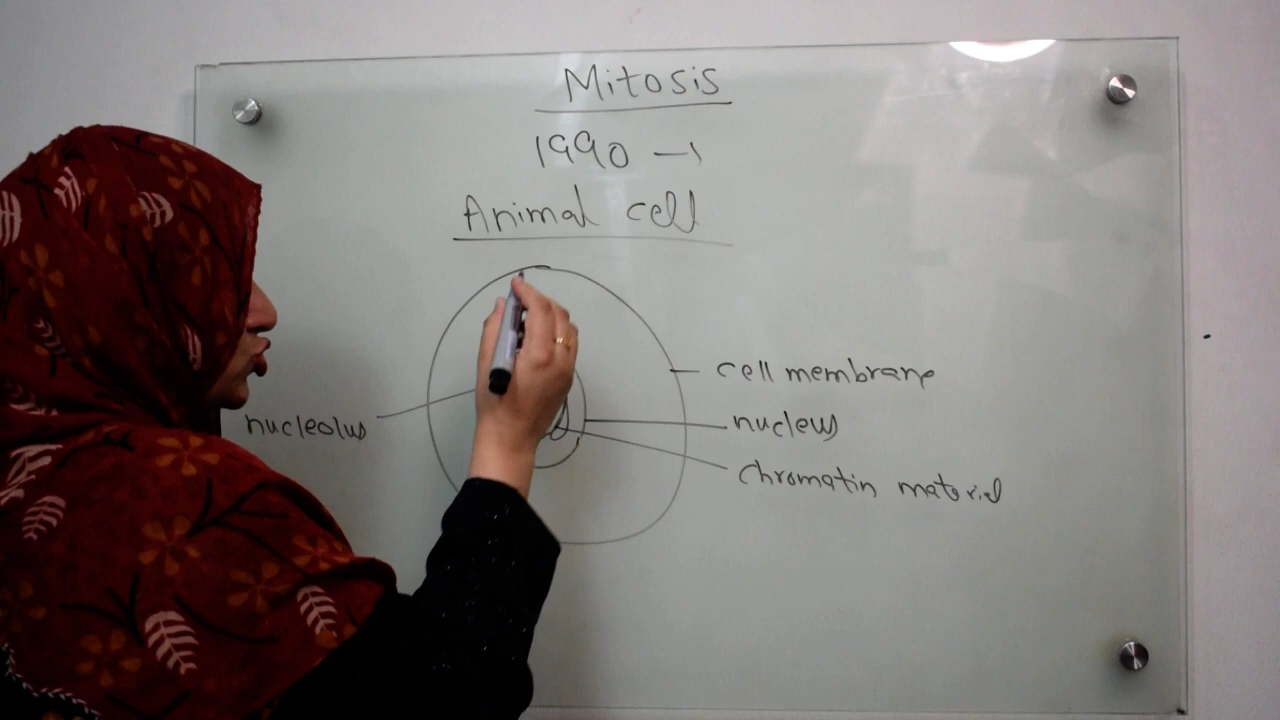 Mitosis
1990 →
Animal cell
cell membrane
nucleolus
nucleus
chromatin material